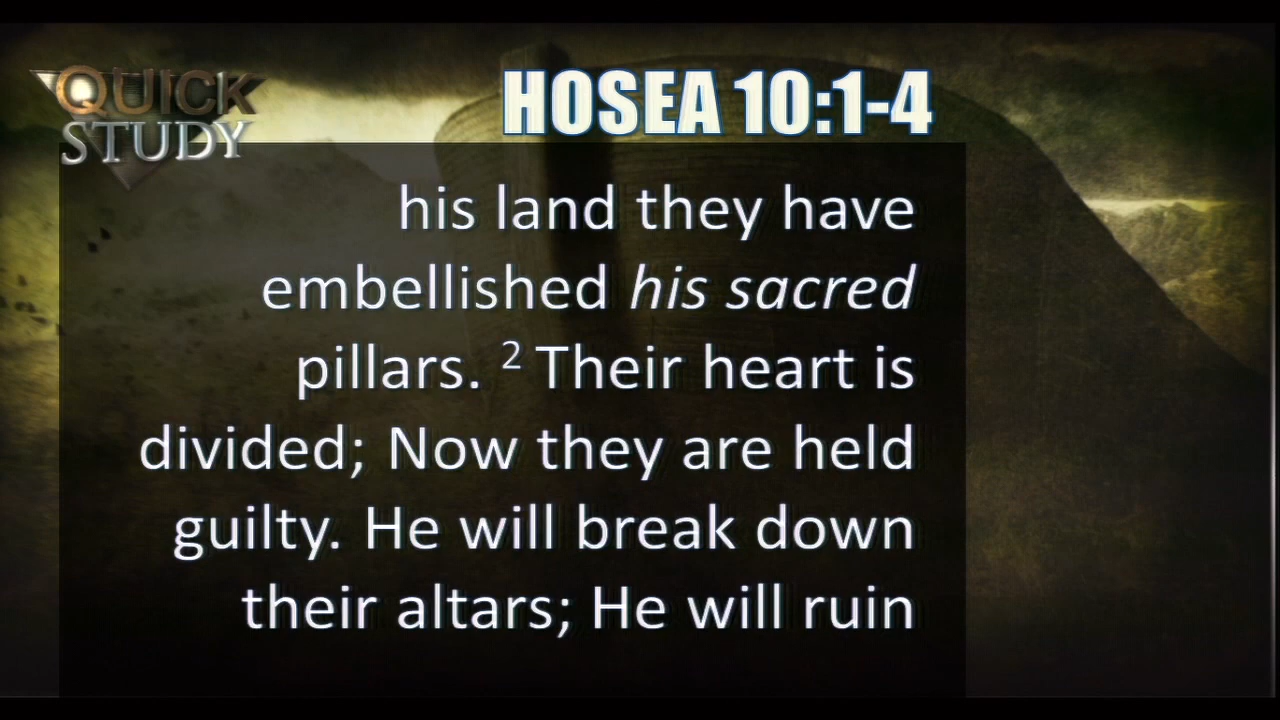 QUICK
STUDY
HOSEA 10:1-4
his land they have
embellished his sacred
pillars. ² Their heart is
divided; Now they are held
guilty. He will break down
their altars; He will ruin